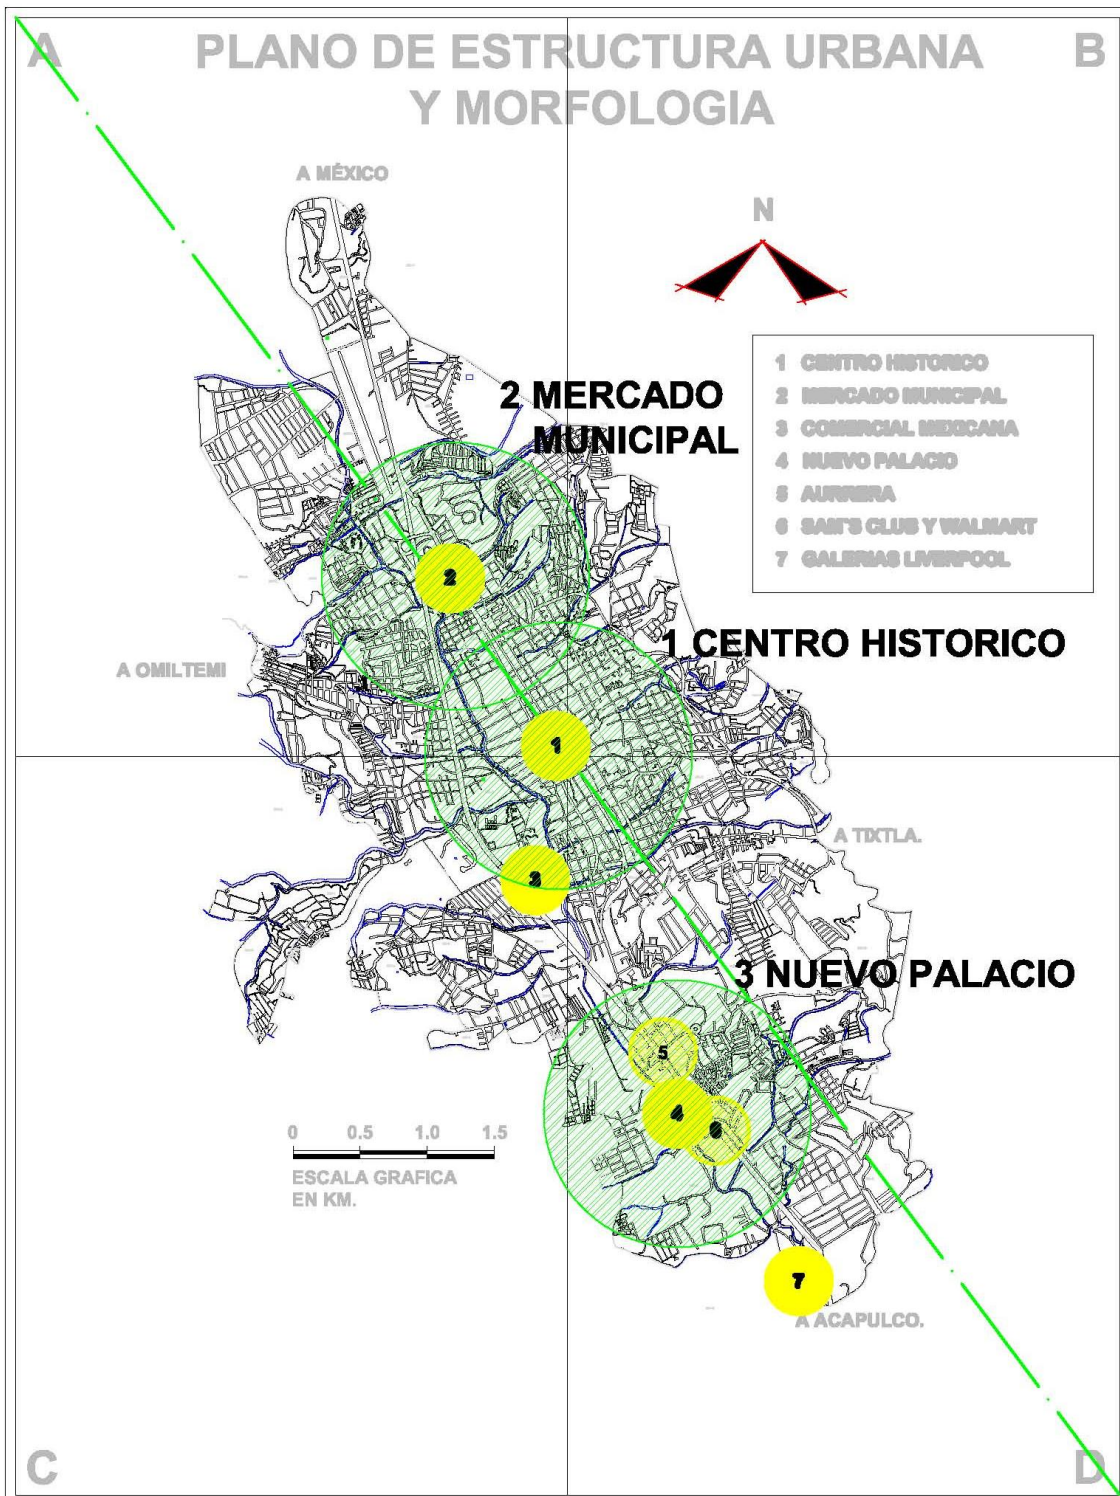 A
PLANO DE ESTRUCTURA URBANA
Y MORFOLOGIA
B
A MÉXICO
N
1 CENTRO HISTORICO
2 MERCADO MUNICIPAL
3 COMERCIAL MEXICANA
4 NUEVO PALACIO
5 AURRERA
6 SAM'S CLUB Y WALMART
7 GALERIAS LIVERPOOL
2 MERCADO
MUNICIPAL
2
1 CENTRO HISTORICO
A OMILTEMI
1
A TIXTLA.
3
3 NUEVO PALACIO
5
4
6
0 0.5 1.0 1.5
ESCALA GRAFICA
EN KM.
7
A ACAPULCO.
C
D